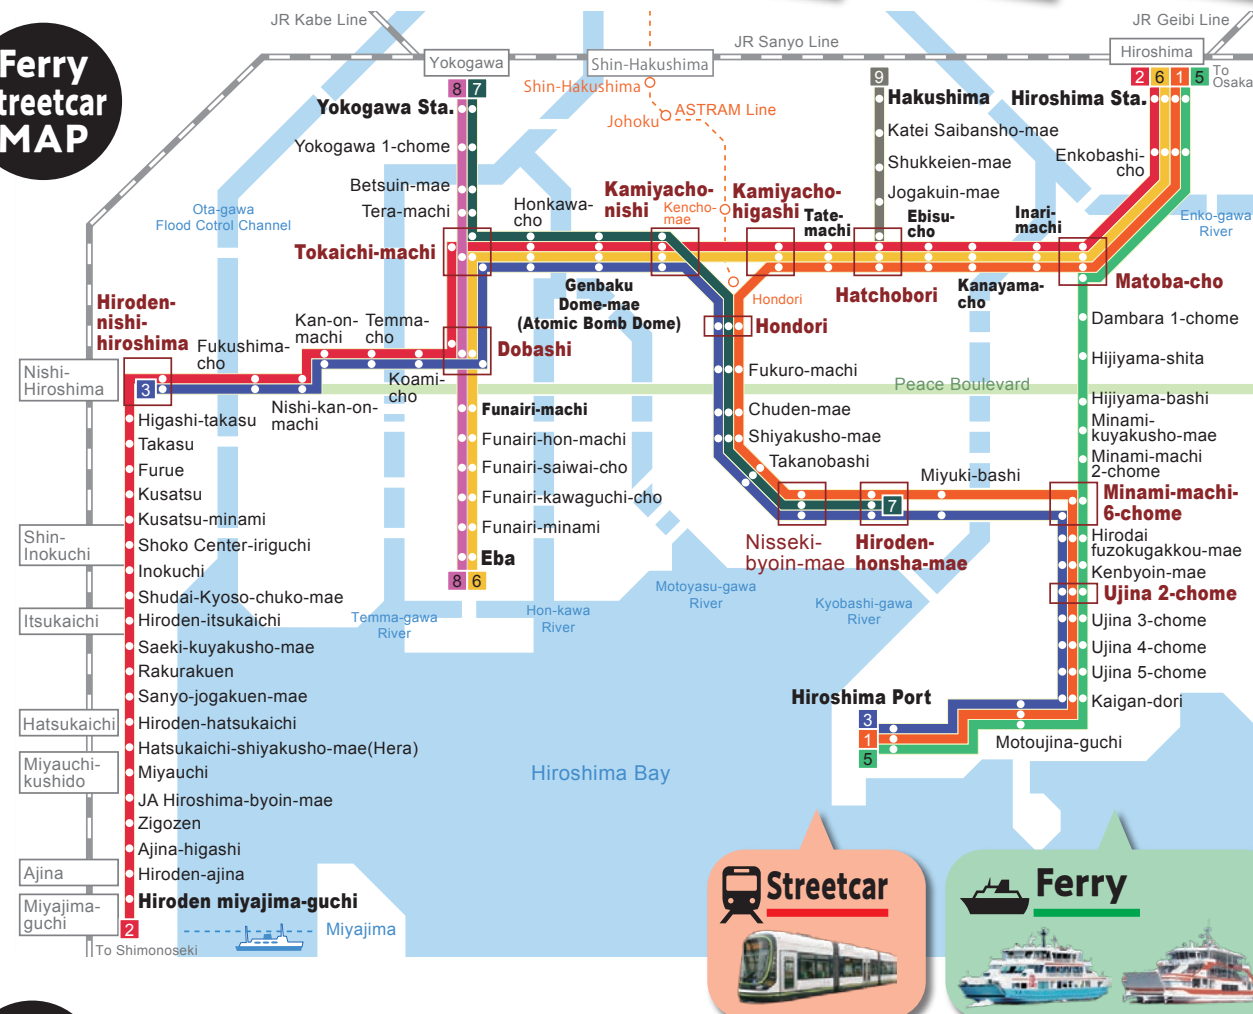 Ferry
treetcar
MAP
JR Kabe Line
JR Sanyo Line
JR Geibi Line
Yokogawa
Shin-Hakushima
Hiroshima
To
Osaka
8 7
9
2 6 1 5
Yokogawa Sta.
Shin-Hakushima
Johoku
ASTRAM Line
Hakushima
Hiroshima Sta.
Katei Saibansho-mae
Yokogawa 1-chome
Shukkeien-mae
Enkobashi-
cho
Betsuin-mae
Jogakuin-mae
Tera-machi
Ota-gawa
Flood Cotrol Channel
Honkawa-
cho
Kamiyacho-
nishi
Kencho-
mae
Kamiyacho-
higashi
Tate-
machi
Ebisu-
cho
Inari-
machi
Enko-gawa
River
Tokaichi-machi
Genbaku
Dome-mae
(Atomic Bomb Dome)
Hondori
Hatchobori
Kanayama-
cho
Matoba-cho
Hiroden-
nishi-
hiroshima
Kan-on-
machi
Temma-
cho
Fukushima-
cho
Dobashi
Hondori
Dambara 1-chome
Nishi-
Hiroshima
3
Koami-
cho
Nishi-kan-on-
machi
Fukuro-machi
Peace Boulevard
Hijiyama-shita
Hijiyama-bashi
Higashi-takasu
Takasu
Furue
Kusatsu
Kusatsu-minami
Shoko Center-iriguchi
Inokuchi
Shudai-Kyoso-chuko-mae
Hiroden-itsukaichi
Saeki-kuyakusho-mae
Rakurakuen
Sanyo-jogakuen-mae
Hiroden-hatsukaichi
Hatsukaichi-shiyakusho-mae(Hera)
Miyauchi
JA Hiroshima-byoin-mae
Zigozen
Ajina-higashi
Hiroden-ajina
Hiroden miyajima-guchi
2
Shin-
Inokuchi
Itsukaichi
Hatsukaichi
Miyauchi-
kushido
Ajina
Miyajima-
guchi
To Shimonoseki
Miyajima
Funairi-machi
Funairi-hon-machi
Funairi-saiwai-cho
Funairi-kawaguchi-cho
Funairi-minami
Eba
8 6
Chuden-mae
Shiyakusho-mae
Takanobashi
Miyuki-bashi
7
Nisseki-
byoin-mae
Hiroden-
honsha-mae
Minami-
kuyakusho-mae
Minami-machi
2-chome
Minami-machi-
6-chome
Hirodai
fuzokugakkou-mae
Kenbyoin-mae
Ujina 2-chome
Ujina 3-chome
Ujina 4-chome
Ujina 5-chome
Kaigan-dori
Motoujina-guchi
Hiroshima Port
3
1
5
Temma-gawa
River
Hon-kawa
River
Motoyasu-gawa
River
Kyobashi-gawa
River
Hiroshima Bay
Streetcar
Ferry